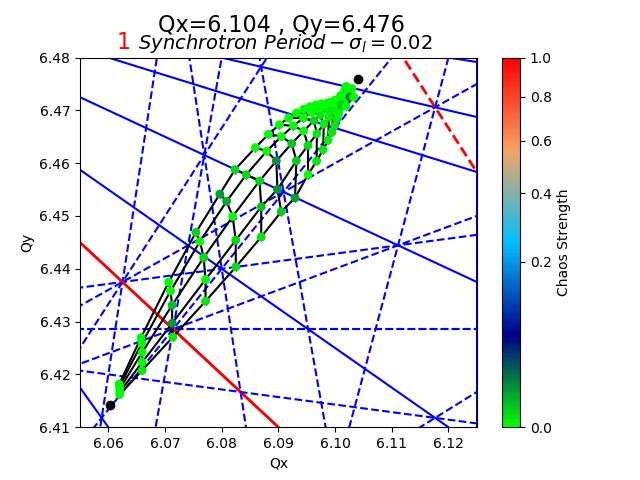 Qx=6.104 , Qy=6.476
1 Synchrotron Period − σ_l = 0.02
6.48
6.47
6.46
6.45
6.44
6.43
6.42
6.41
Qy
6.06 6.07 6.08 6.09 6.10 6.11 6.12
Qx
1.0
0.8
0.6
0.4
0.2
0.0
Chaos Strength